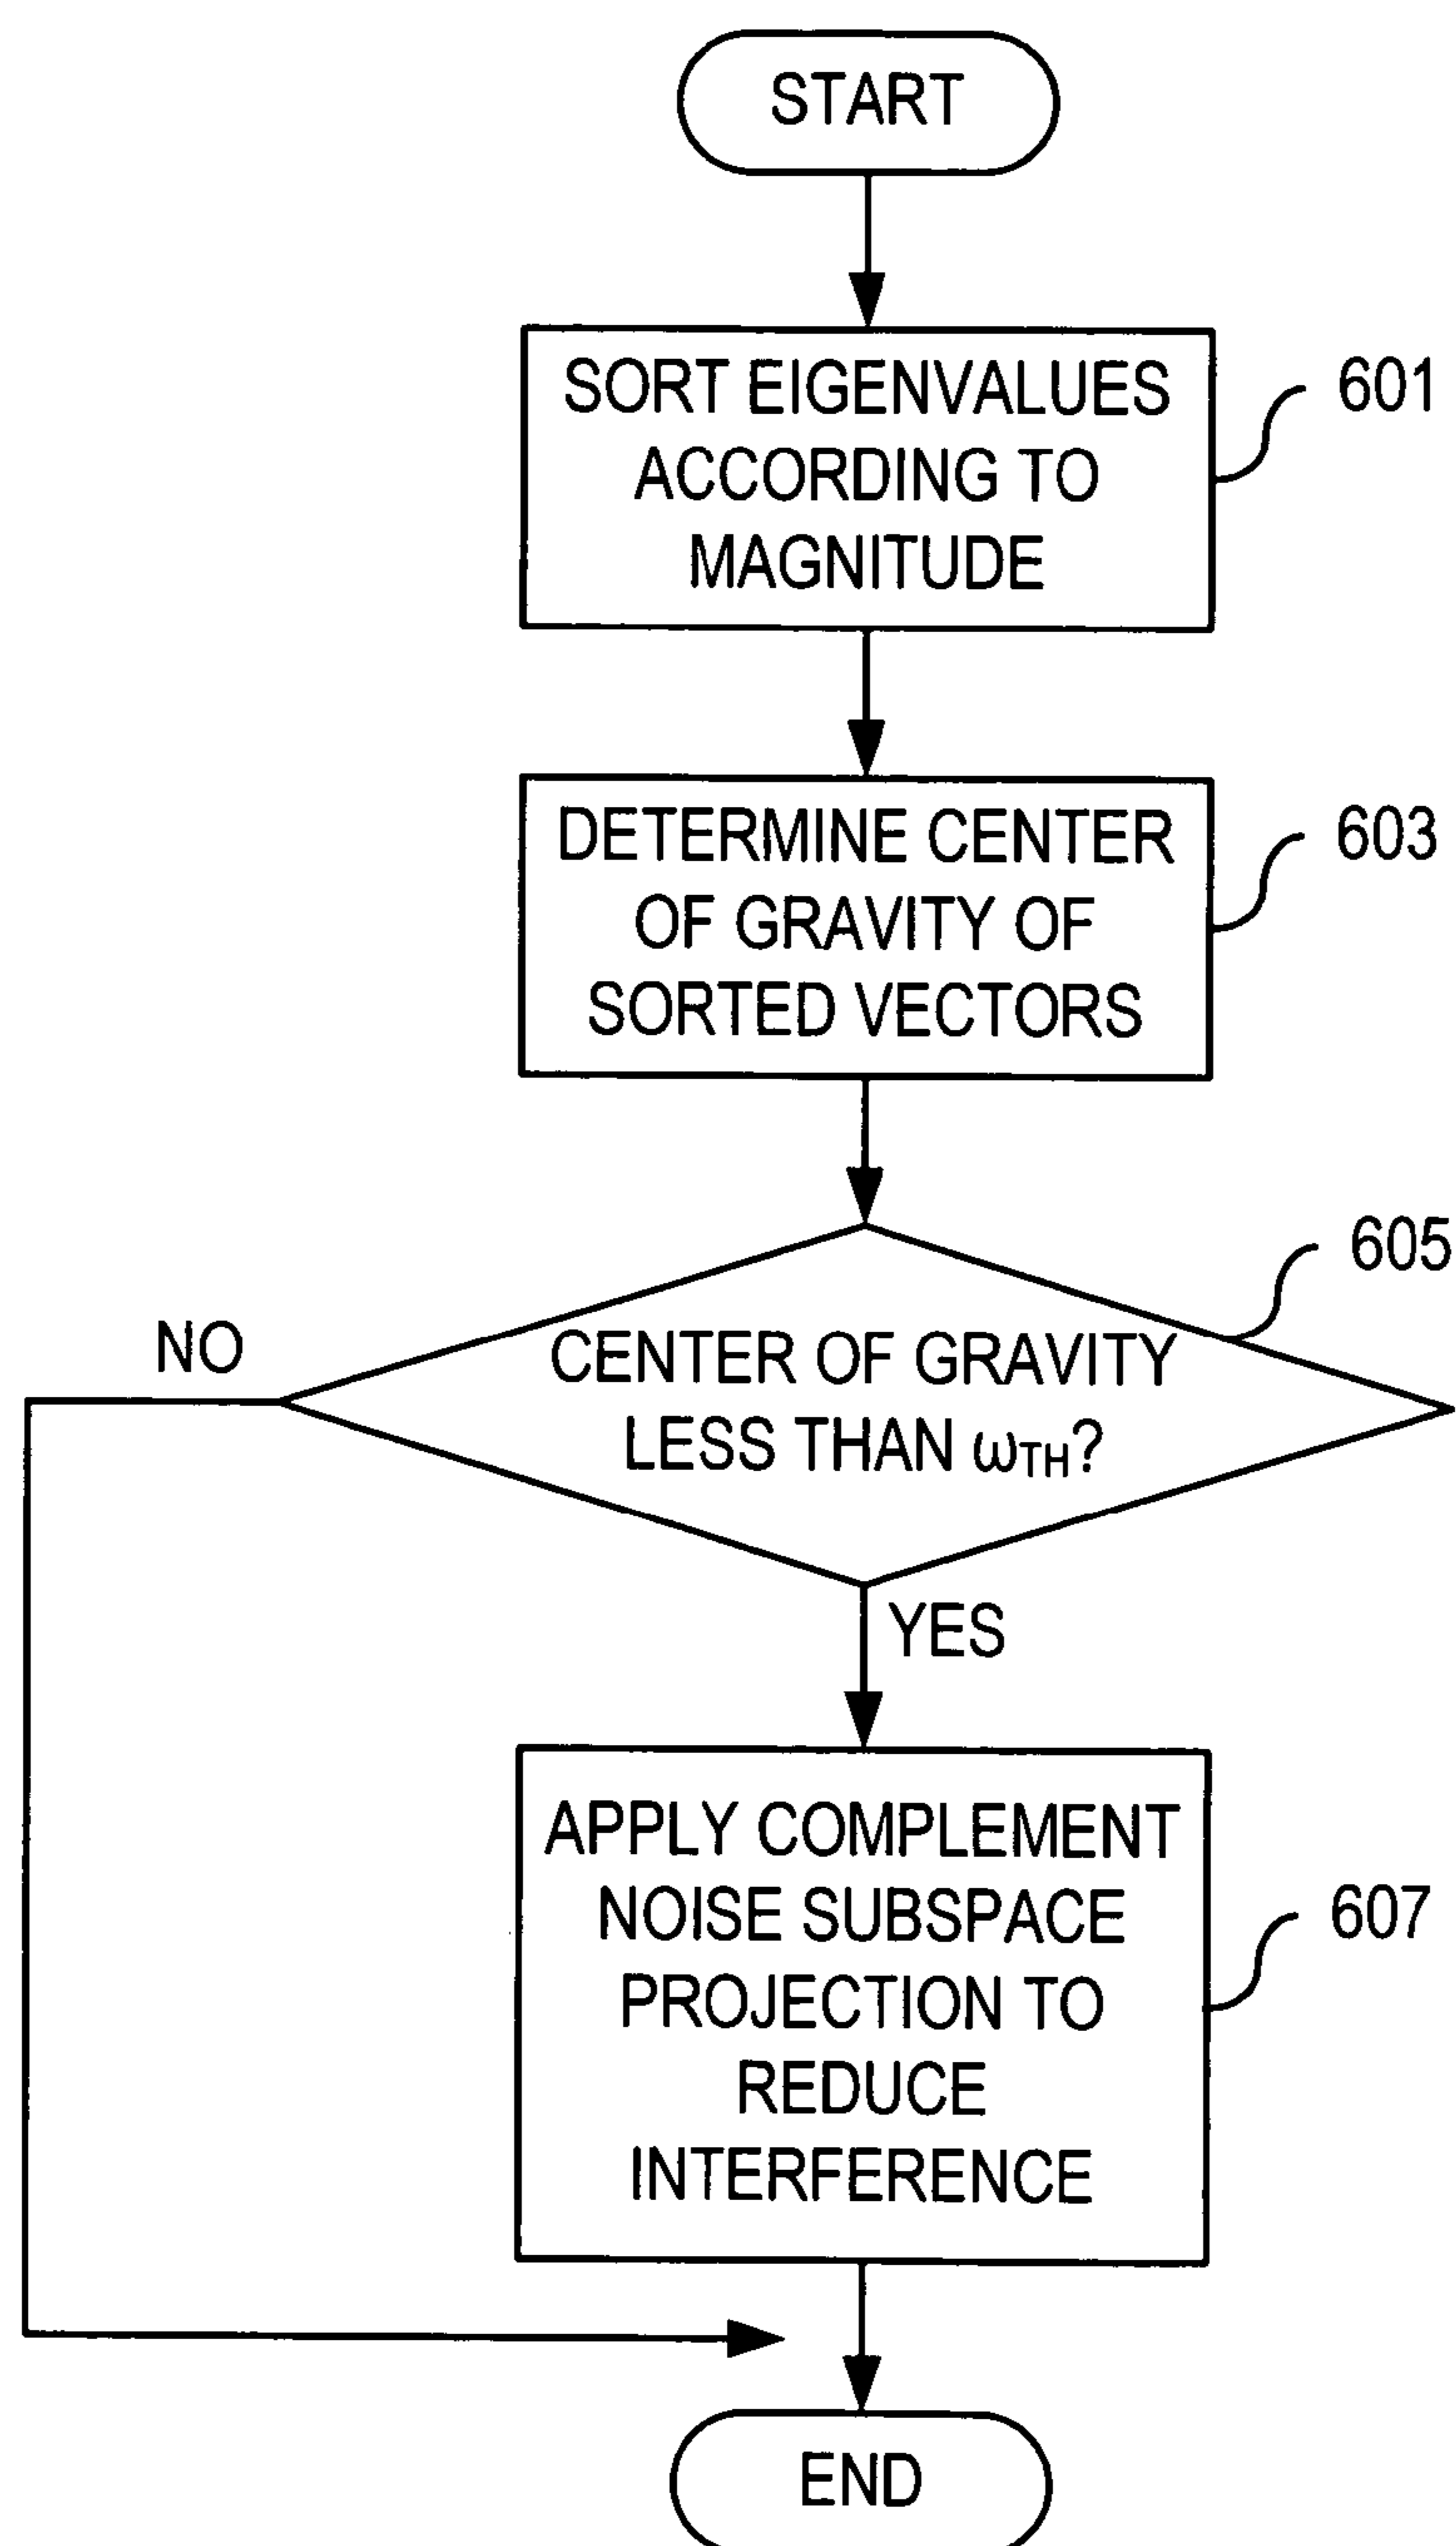 START
SORT EIGENVALUES
ACCORDING TO
MAGNITUDE
601
DETERMINE CENTER
OF GRAVITY OF
SORTED VECTORS
603
605
NO
CENTER OF GRAVITY
LESS THAN ωTH?
YES
APPLY COMPLEMENT
NOISE SUBSPACE
PROJECTION TO
REDUCE
INTERFERENCE
607
END